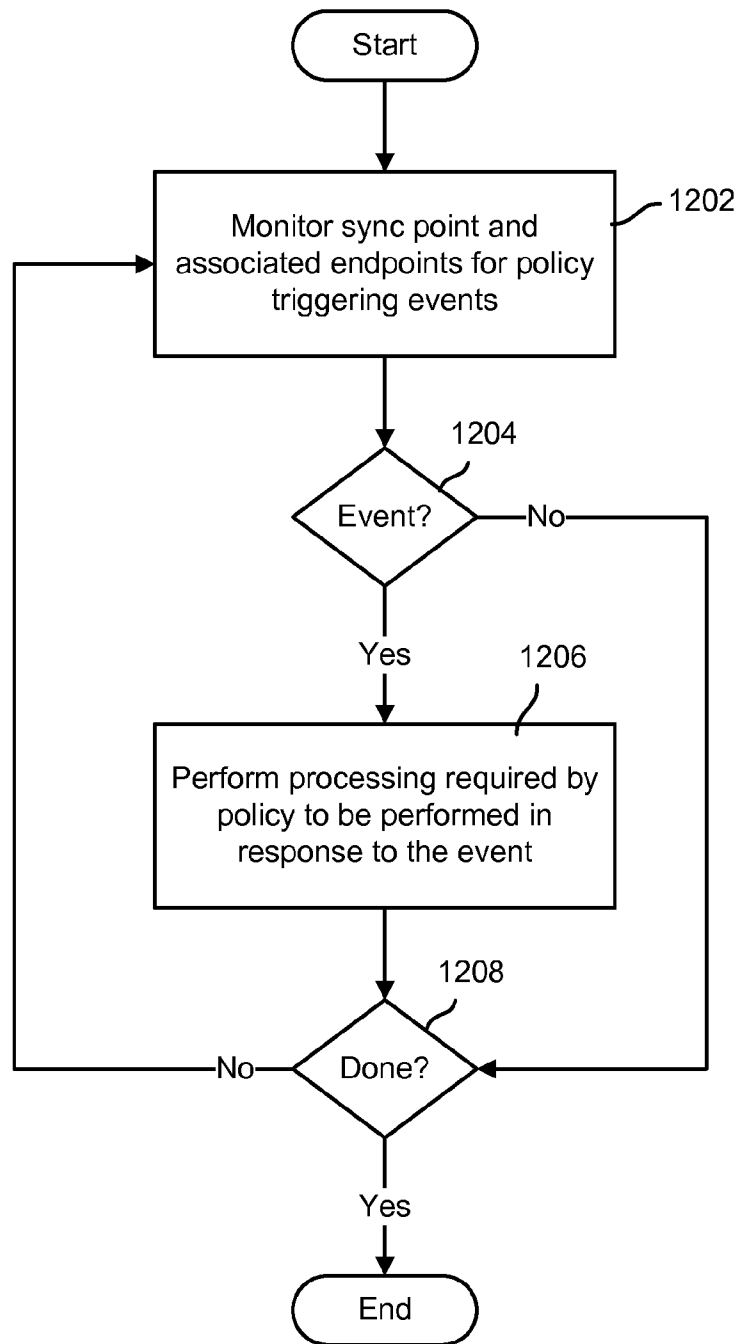 Start
1202
Monitor sync point and
associated endpoints for policy
triggering events
1204
Event?
No
Yes
1206
Perform processing required by
policy to be performed in
response to the event
1208
No
Done?
Yes
End